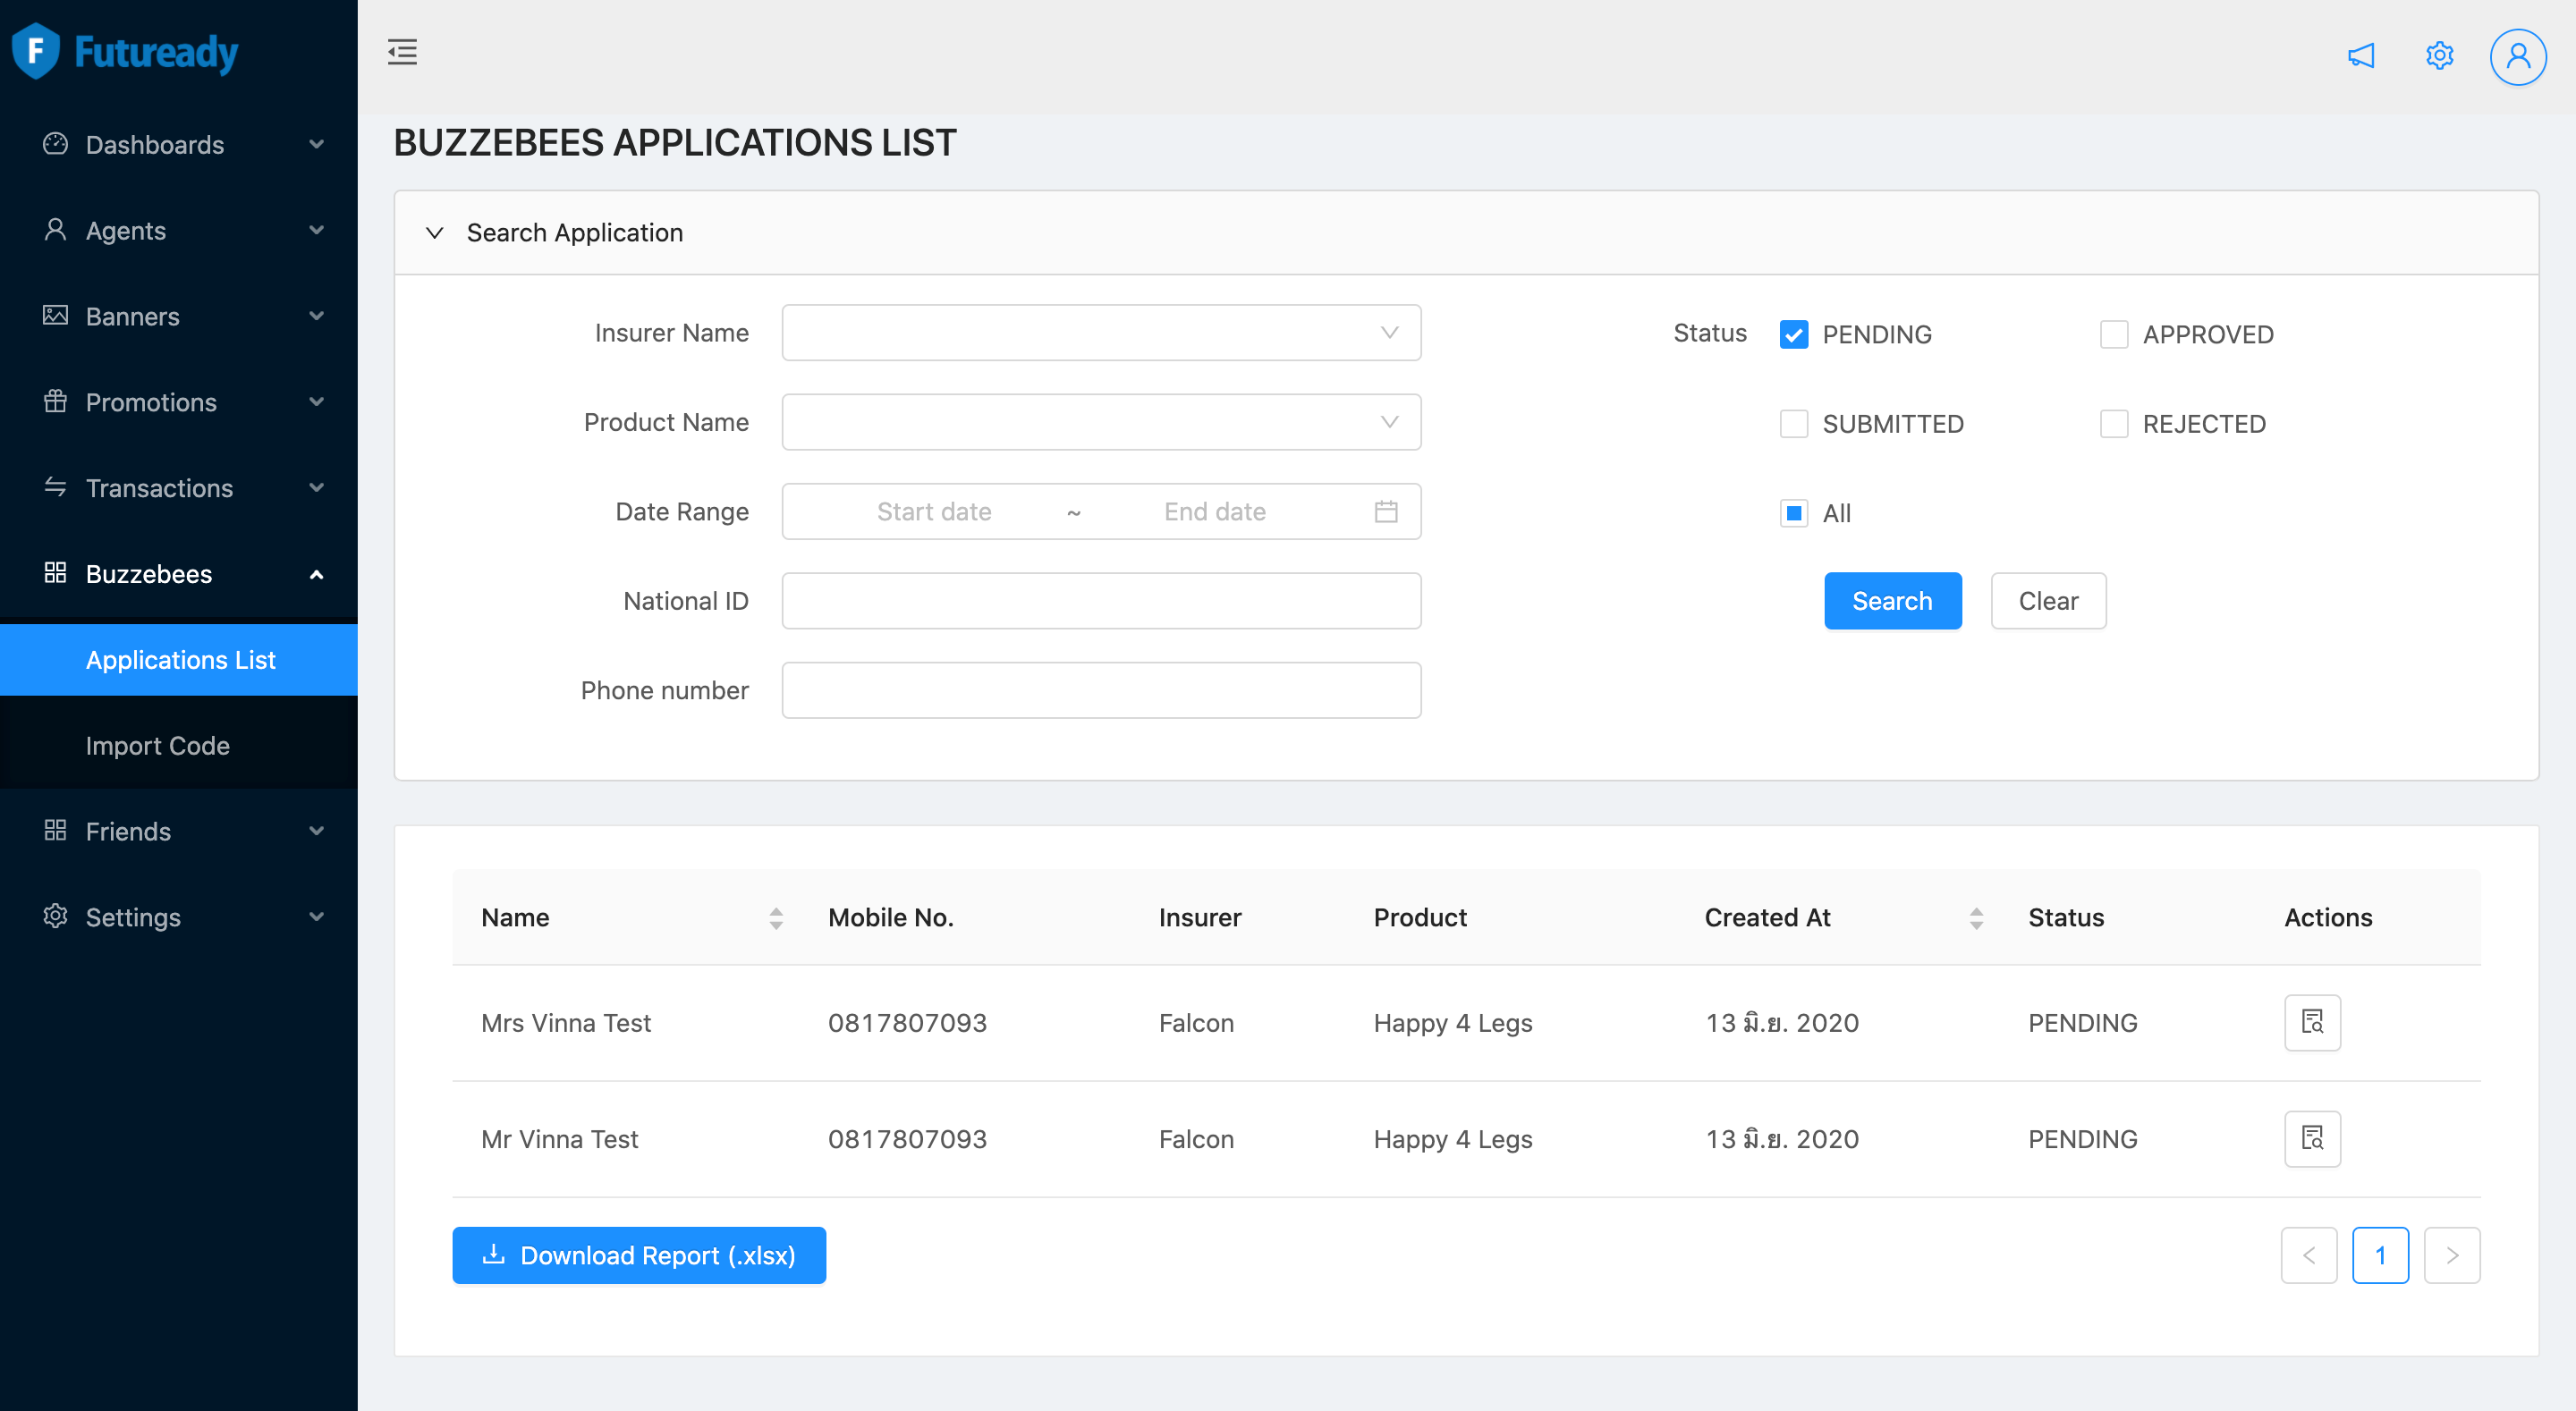 F Futuready
Dashboards
Agents
Banners
Promotions
Transactions
Buzzebees
Applications List
Import Code
Friends
Settings
BUZZEBEES APPLICATIONS LIST
Search Application
Insurer Name
Product Name
Date Range Start date ~ End date
National ID
Phone number
Status PENDING APPROVED
SUBMITTED REJECTED
All
Search Clear
Name Mobile No. Insurer Product Created At Status Actions
Mrs Vinna Test 0817807093 Falcon Happy 4 Legs 13 มิ.ย. 2020 PENDING
Mr Vinna Test 0817807093 Falcon Happy 4 Legs 13 มิ.ย. 2020 PENDING
Download Report (.xlsx) < 1 >